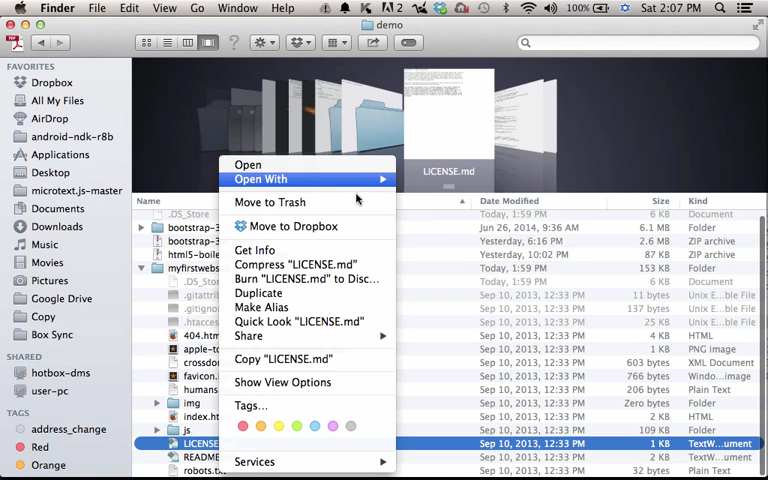 Finder File Edit View Go Window Help 2 100% Sat 2:07 PM
demo
FAVORITES
Dropbox
All My Files
AirDrop
android-ndk-r8b
Applications
Desktop
microtext.js-master
Documents
Downloads
Music
Movies
Pictures
Google Drive
Copy
Box Sync
SHARED
hotbox-dms
user-pc
TAGS
address_change
Red
Orange
LICENSE.md
Name Date Modified Size Kind
.DS_Store Today, 1:59 PM 6 KB Document
bootstrap-3 Jun 26, 2014, 9:36 AM 6.1 MB Folder
bootstrap-3 Yesterday, 6:16 PM 2.6 MB ZIP archive
html5-boile Yesterday, 10:02 PM 87 KB ZIP archive
myfirstwebs Today, 1:59 PM 153 KB Folder
.DS_ Today, 1:59 PM 6 KB Document
.gitattrib Sep 10, 2013, 12:33 PM 11 bytes Unix E...ble File
.gitignor Sep 10, 2013, 12:33 PM 137 bytes Unix E...ble File
.htacces Sep 10, 2013, 12:33 PM 25 KB Unix E...ble File
404.htm Sep 10, 2013, 12:33 PM 4 KB HTML
apple-to Sep 10, 2013, 12:33 PM 1 KB PNG image
crossdor Sep 10, 2013, 12:33 PM 603 bytes XML Document
favicon. Sep 10, 2013, 12:33 PM 766 bytes Windo...image
humans Sep 10, 2013, 12:33 PM 206 bytes Plain Text
img Sep 10, 2013, 12:33 PM Zero bytes Folder
index.ht Sep 10, 2013, 12:33 PM 2 KB HTML
js Sep 10, 2013, 12:33 PM 109 KB Folder
LICENSE Sep 10, 2013, 12:33 PM 1 KB TextW...ument
README Sep 10, 2013, 12:33 PM 2 KB TextW...ument
robots.tx Sep 10, 2013, 12:33 PM 32 bytes Plain Text
Open
Open With
Move to Trash
Move to Dropbox
Get Info
Compress “LICENSE.md”
Burn “LICENSE.md” to Disc...
Duplicate
Make Alias
Quick Look “LICENSE.md”
Share
Copy “LICENSE.md”
Show View Options
Tags...
Services